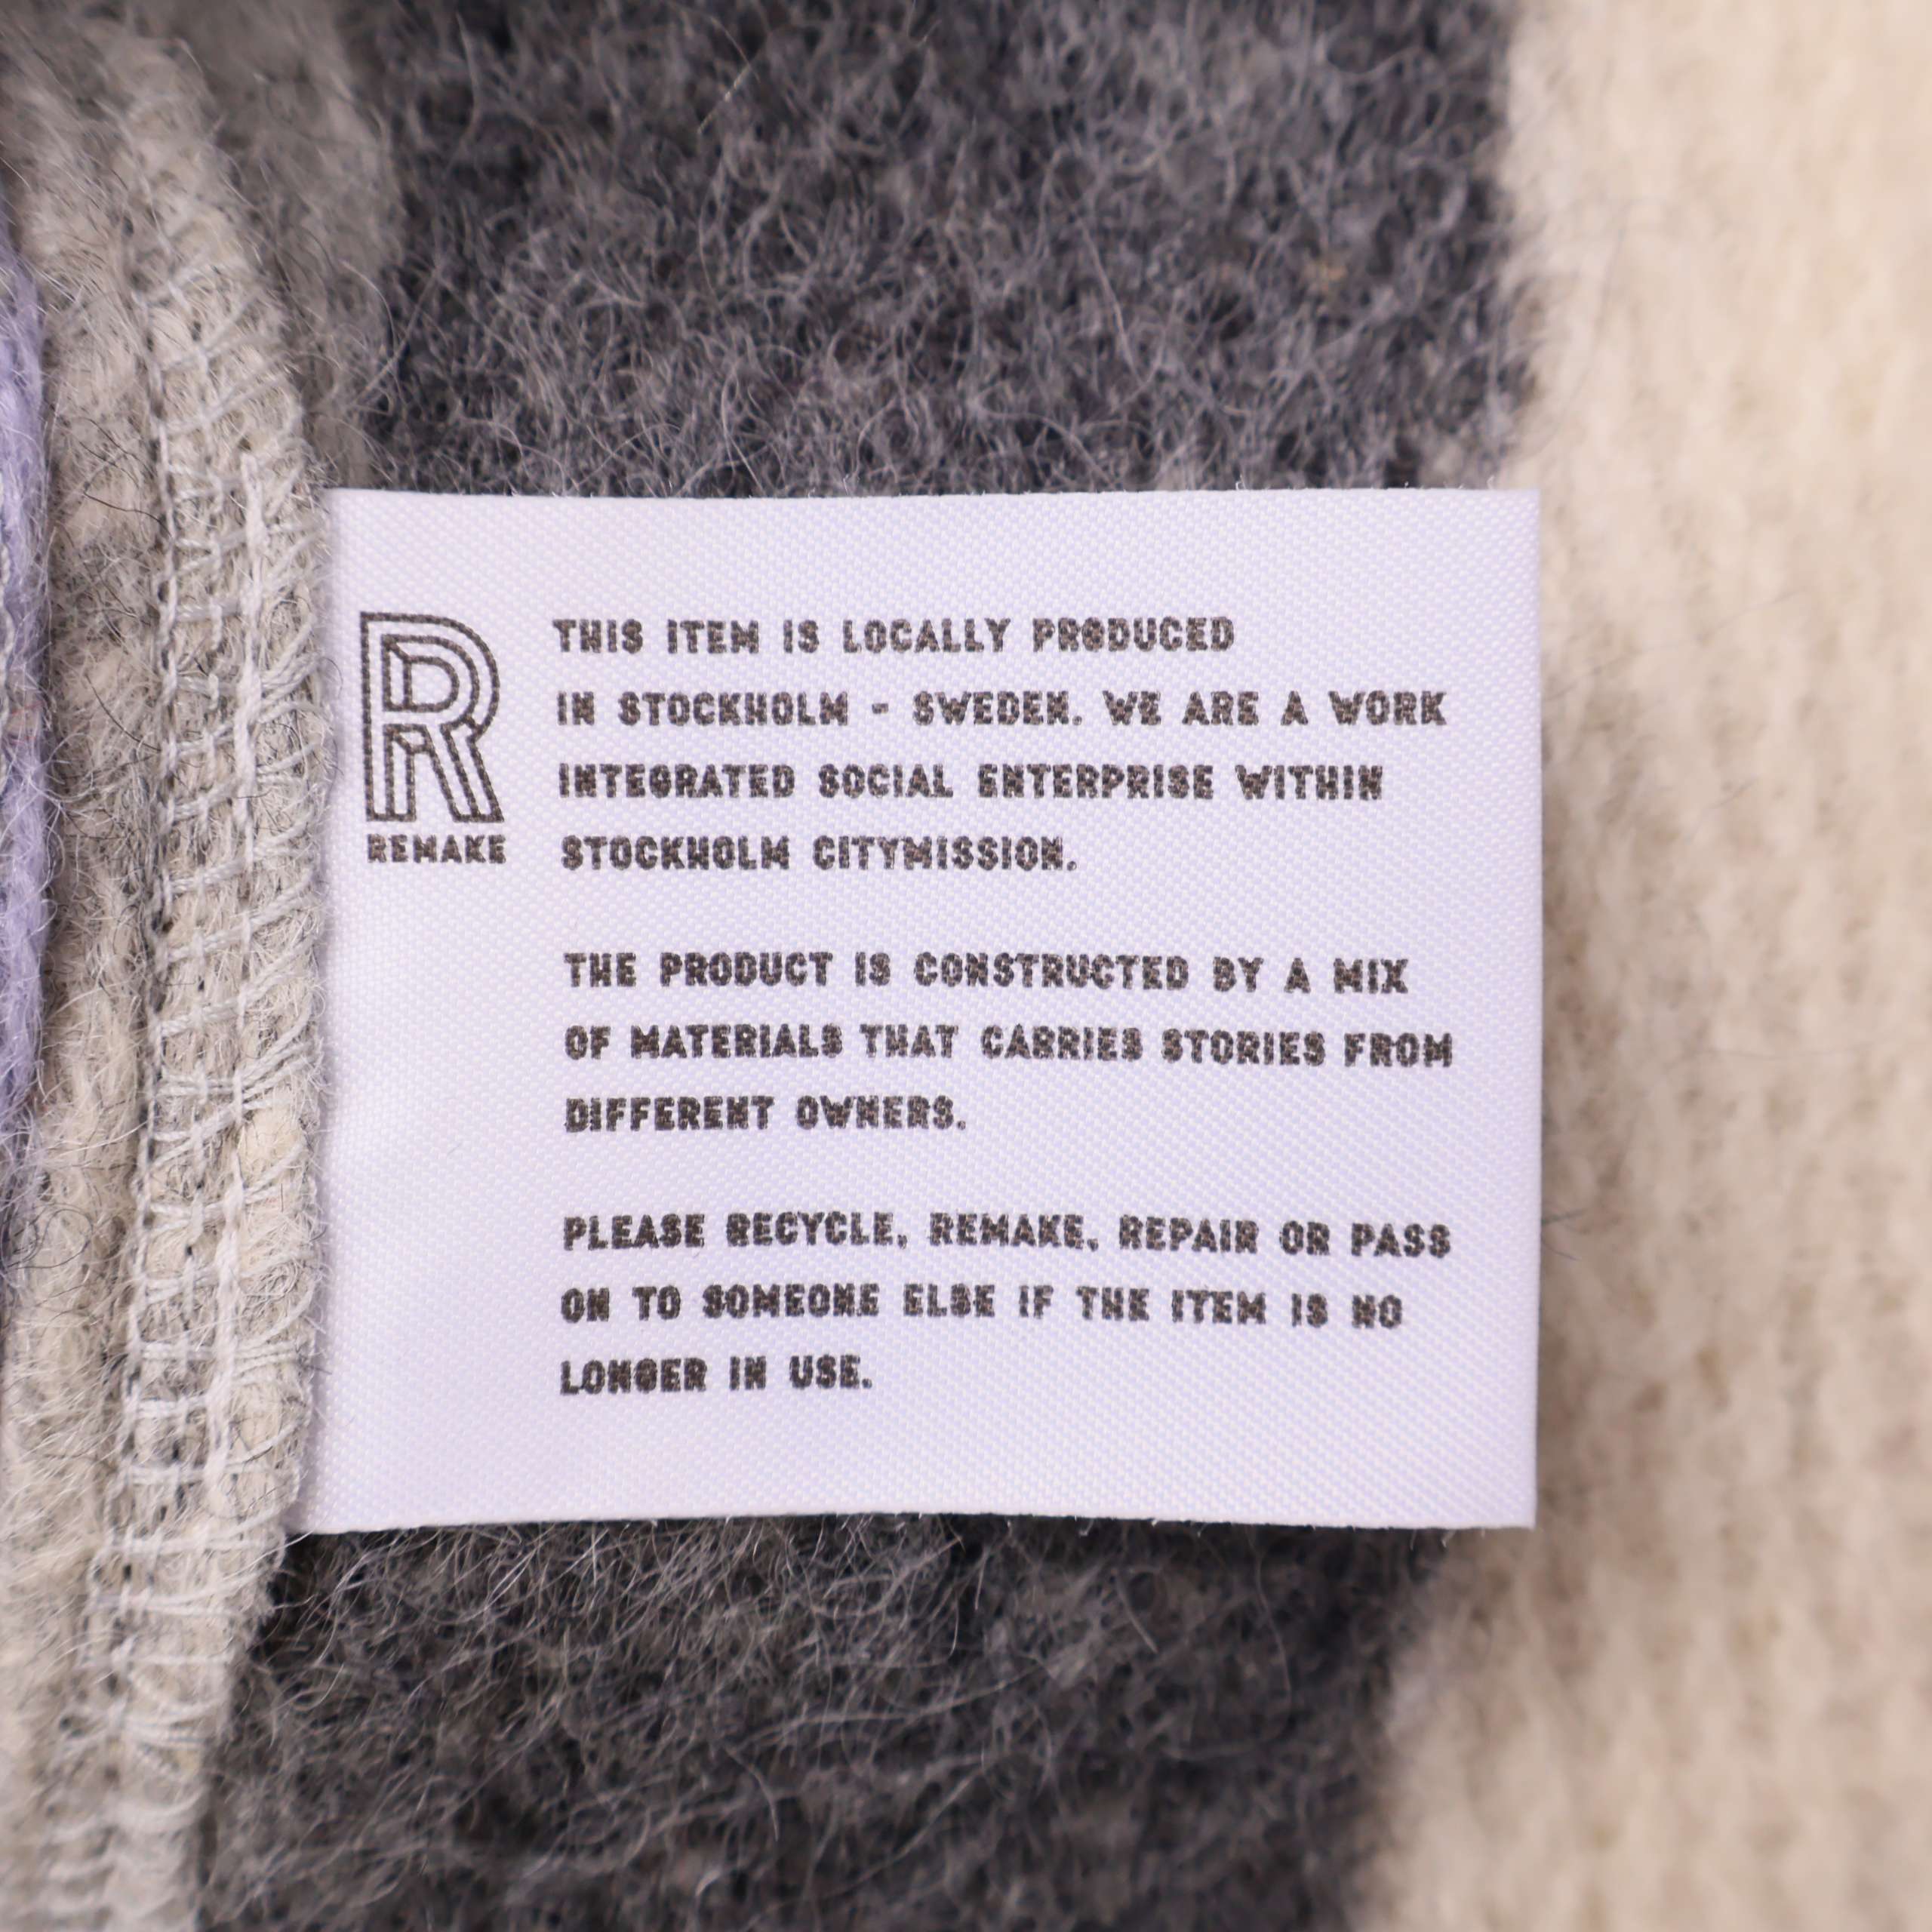 R
REMAKE
THIS ITEM IS LOCALLY PRODUCED
IN STOCKHOLM - SWEDEN. WE ARE A WORK
INTEGRATED SOCIAL ENTERPRISE WITHIN
STOCKHOLM CITYMISSION.
THE PRODUCT IS CONSTRUCTED BY A MIX
OF MATERIALS THAT CARRIES STORIES FROM
DIFFERENT OWNERS.
PLEASE RECYCLE, REMAKE, REPAIR OR PASS
ON TO SOMEONE ELSE IF THE ITEM IS NO
LONGER IN USE.